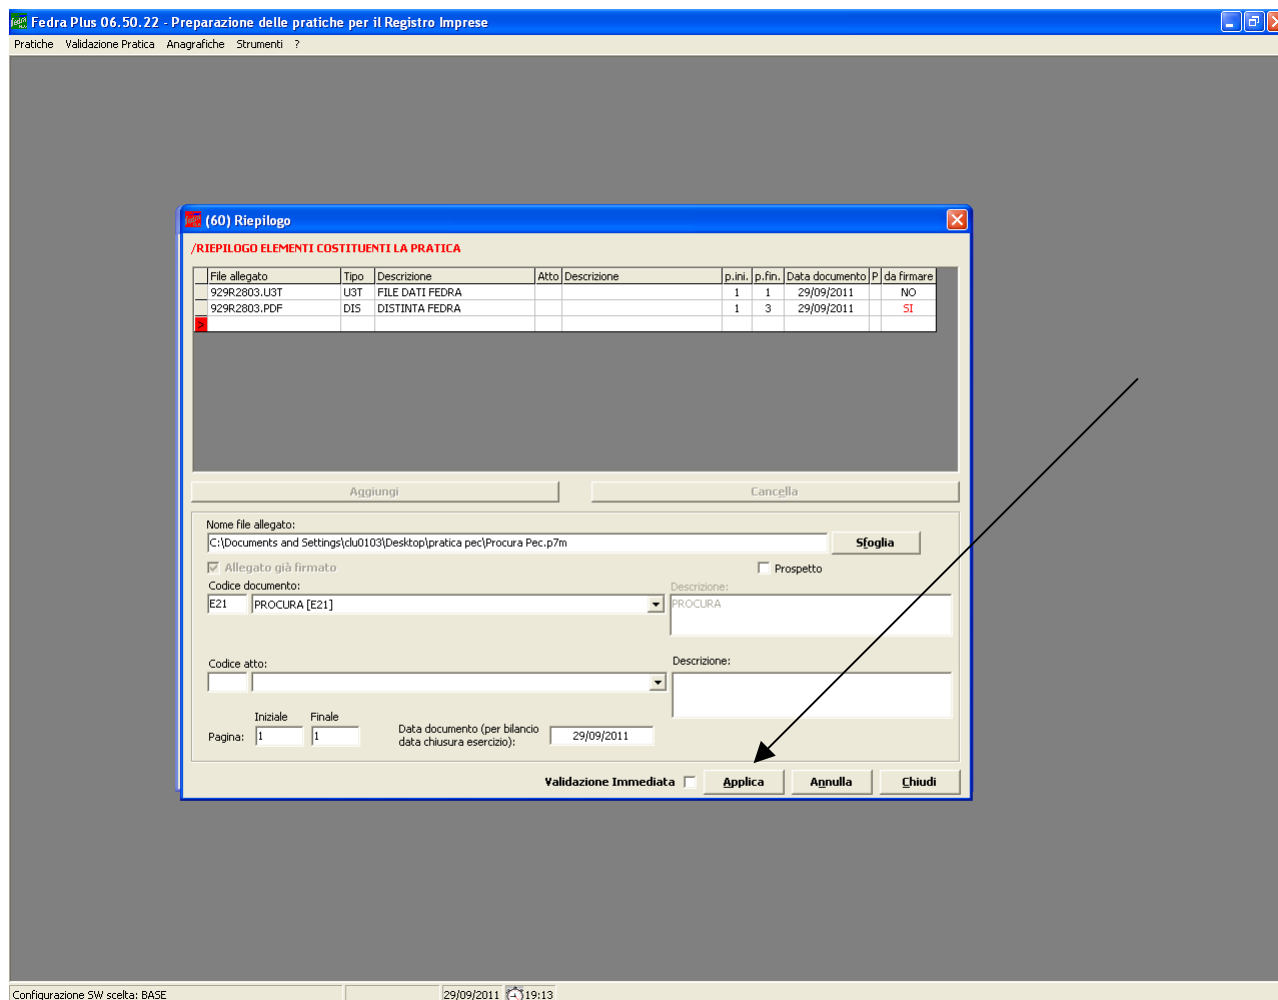 Fedra Plus 06.50.22 - Preparazione delle pratiche per il Registro Imprese
Pratiche Validazione Pratica Anagrafiche Strumenti ?
(60) Riepilogo
/RIEPILOGO ELEMENTI COSTITUENTI LA PRATICA
File allegato Tipo Descrizione Atto Descrizione p.ini. p.fin. Data documento P da firmare
929R2803.U3T U3T FILE DATI FEDRA 1 1 29/09/2011 NO
929R2803.PDF DIS DISTINTA FEDRA 1 3 29/09/2011 SI
>
Aggiungi Cancella
Nome file allegato:
C:\Documents and Settings\clu0103\Desktop\pratica pec\Procura Pec.p7m Sfoglia
Allegato già firmato Prospetto
Codice documento: Descrizione:
E21 PROCURA [E21] PROCURA
Codice atto: Descrizione:
Iniziale Finale
Pagina: 1 1 Data documento (per bilancio
data chiusura esercizio): 29/09/2011
Validazione Immediata Applica Annulla Chiudi
Configurazione SW scelta: BASE 29/09/2011 19:13